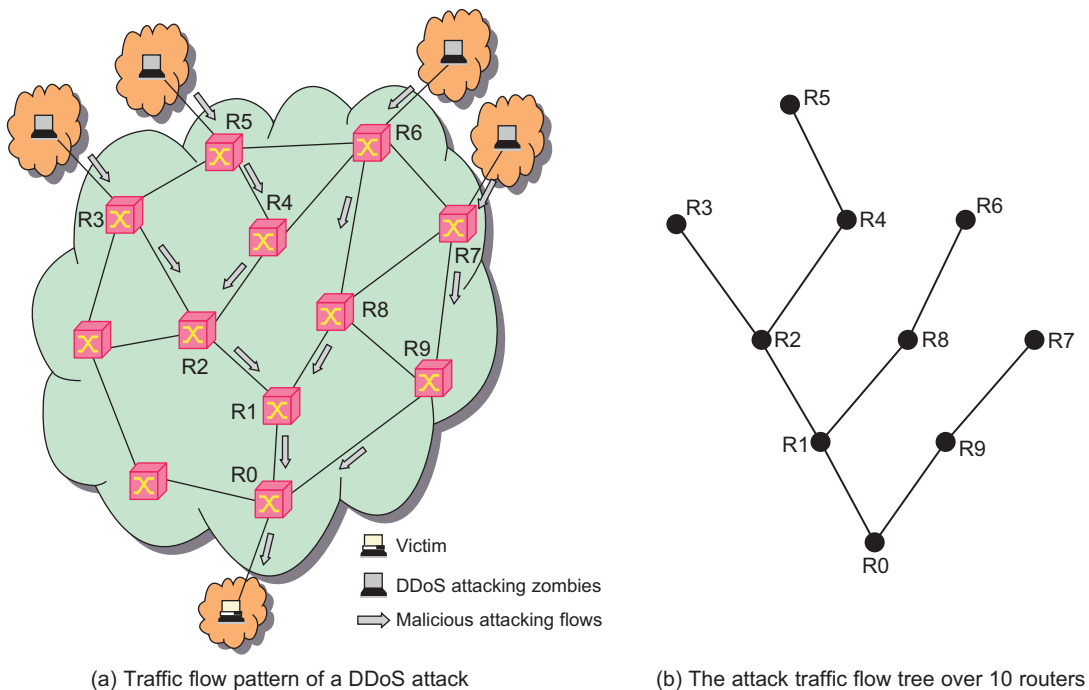 R5
R6
R4
R3
R7
R8
R2
R9
R1
R0
Victim
DDoS attacking zombies
Malicious attacking flows
(a) Traffic flow pattern of a DDoS attack
R5
R3
R4
R6
R2
R8
R7
R1
R9
R0
(b) The attack traffic flow tree over 10 routers